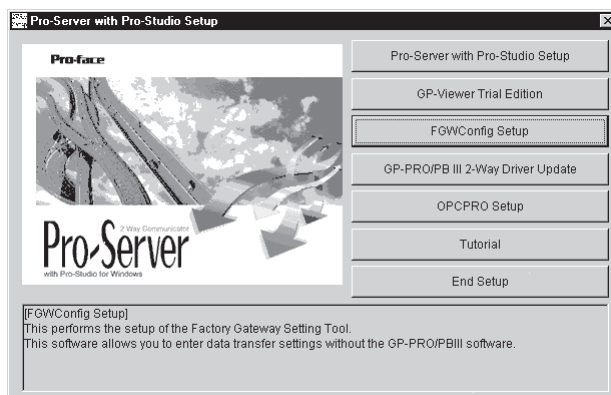 Pro-Server with Pro-Studio Setup
Pro-face
2 Way Communicator
Pro-Server
with Pro-Studio for Windows
Pro-Server with Pro-Studio Setup
GP-Viewer Trial Edition
FGWConfig Setup
GP-PRO/PB III 2-Way Driver Update
OPCPRO Setup
Tutorial
End Setup
[FGWConfig Setup]
This performs the setup of the Factory Gateway Setting Tool.
This software allows you to enter data transfer settings without the GP-PRO/PBIII software.